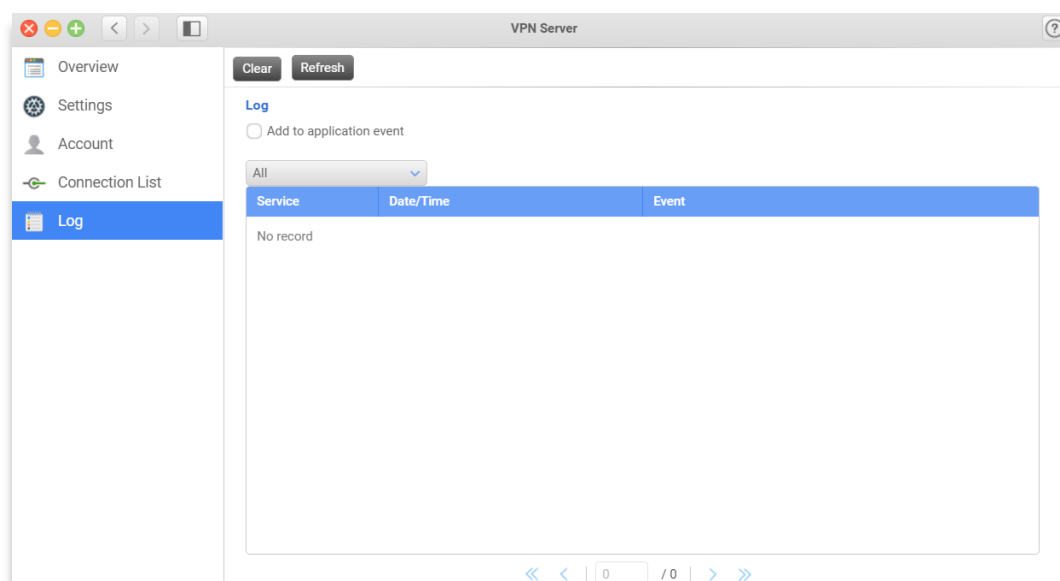 VPN Server
?
Overview
Settings
Account
Connection List
Log
Clear Refresh
Log
Add to application event
All
Service Date/Time Event
No record
0 / 0